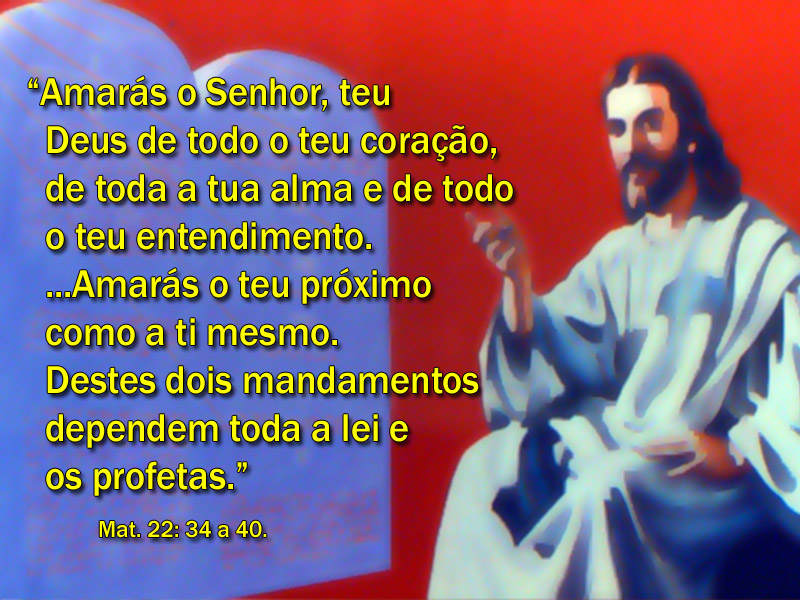 “Amarás o Senhor, teu
Deus de todo o teu coração,
de toda a tua alma e de todo
o teu entendimento.
...Amarás o teu próximo
como a ti mesmo.
Destes dois mandamentos
dependem toda a lei e
os profetas.”
Mat. 22: 34 a 40.